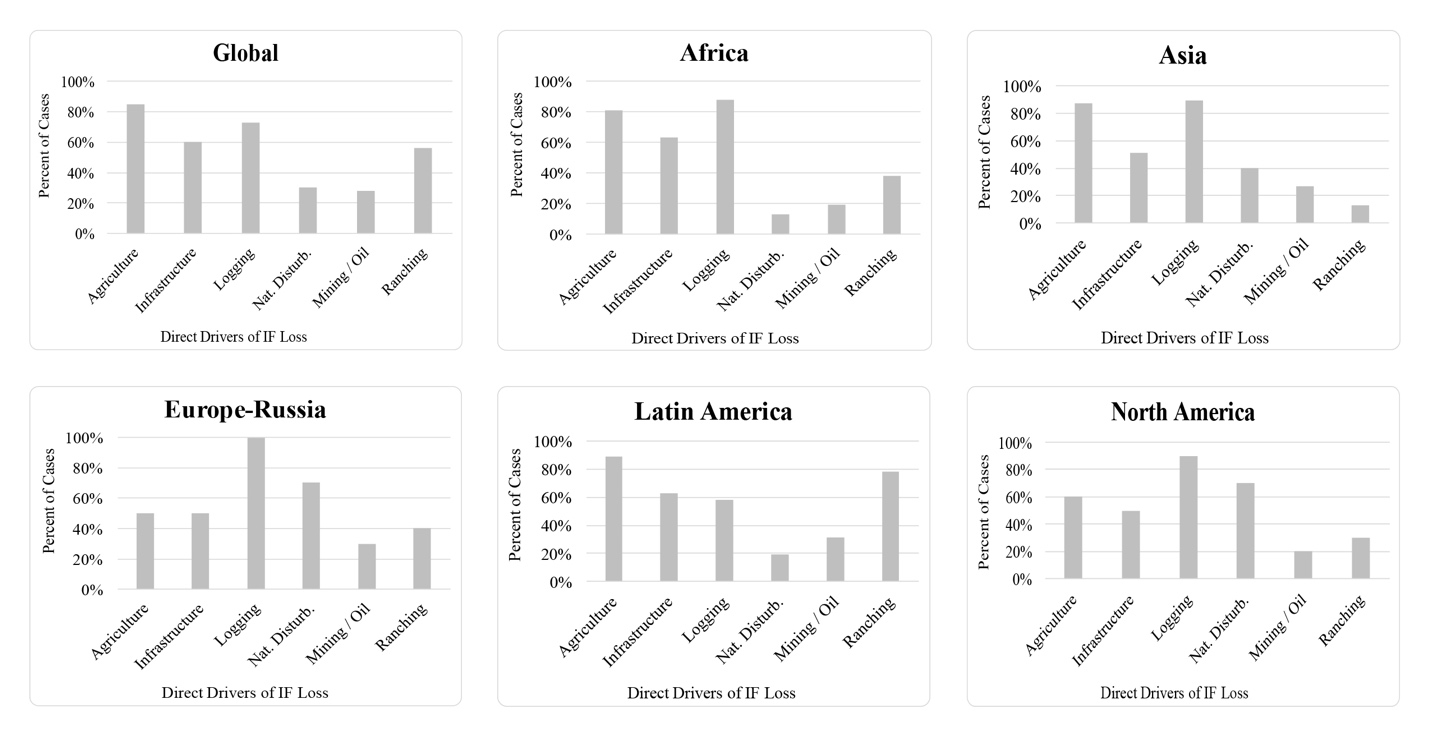 Global
100%
80%
60%
40%
20%
0%
Percent of Cases
Agriculture
Infrastructure
Logging
Nat. Disturb.
Mining / Oil
Ranching
Direct Drivers of IF Loss
Africa
100%
80%
60%
40%
20%
0%
Percent of Cases
Agriculture
Infrastructure
Logging
Nat. Disturb.
Mining / Oil
Ranching
Direct Drivers of IF Loss
Asia
100%
80%
60%
40%
20%
0%
Percent of Cases
Agriculture
Infrastructure
Logging
Nat. Disturb.
Mining / Oil
Ranching
Direct Drivers of IF Loss
Europe-Russia
100%
80%
60%
40%
20%
0%
Percent of Cases
Agriculture
Infrastructure
Logging
Nat. Disturb.
Mining / Oil
Ranching
Direct Drivers of IF Loss
Latin America
100%
80%
60%
40%
20%
0%
Percent of Cases
Agriculture
Infrastructure
Logging
Nat. Disturb.
Mining / Oil
Ranching
Direct Drivers of IF Loss
North America
100%
80%
60%
40%
20%
0%
Percent of Cases
Agriculture
Infrastructure
Logging
Nat. Disturb.
Mining / Oil
Ranching
Direct Drivers of IF Loss